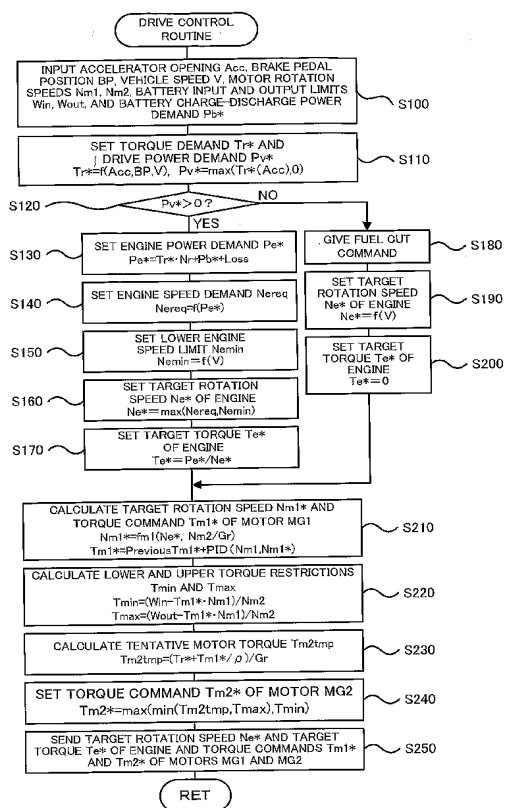 DRIVE CONTROL
ROUTINE
INPUT ACCELERATOR OPENING Acc, BRAKE PEDAL
POSITION BP, VEHICLE SPEED V, MOTOR ROTATION
SPEEDS Nm1, Nm2, BATTERY INPUT AND OUTPUT LIMITS
Win, Wout, AND BATTERY CHARGE-DISCHARGE POWER
DEMAND Pb*
S100
SET TORQUE DEMAND Tr* AND
DRIVE POWER DEMAND Pv*
Tr*=f(Acc,BP,V), Pv*=max(Tr*(Acc),0)
S110
S120
Pv*>0?
NO
YES
S130
SET ENGINE POWER DEMAND Pe*
Pe*=Tr*·Nr+Pb*+Loss
S140
SET ENGINE SPEED DEMAND Nereq
Nereq=f(Pe*)
S150
SET LOWER ENGINE
SPEED LIMIT Nemin
Nemin=f(V)
S160
SET TARGET ROTATION
SPEED Ne* OF ENGINE
Ne*=max(Nereq,Nemin)
S170
SET TARGET TORQUE Te*
OF ENGINE
Te*=Pe*/Ne*
GIVE FUEL CUT
COMMAND
S180
SET TARGET
ROTATION SPEED
Ne* OF ENGINE
Ne*=f(V)
S190
SET TARGET
TORQUE Te* OF
ENGINE
Te*=0
S200
CALCULATE TARGET ROTATION SPEED Nm1* AND
TORQUE COMMAND Tm1* OF MOTOR MG1
Nm1*=fm1(Ne*, Nm2/Gr)
Tm1*=PreviousTm1*+PID(Nm1,Nm1*)
S210
CALCULATE LOWER AND UPPER TORQUE RESTRICTIONS
Tmin AND Tmax
Tmin=(Win-Tm1*·Nm1)/Nm2
Tmax=(Wout-Tm1*·Nm1)/Nm2
S220
CALCULATE TENTATIVE MOTOR TORQUE Tm2tmp
Tm2tmp=(Tr*+Tm1*/ρ)/Gr
S230
SET TORQUE COMMAND Tm2* OF MOTOR MG2
Tm2*=max(min(Tm2tmp,Tmax),Tmin)
S240
SEND TARGET ROTATION SPEED Ne* AND TARGET
TORQUE Te* OF ENGINE AND TORQUE COMMANDS Tm1*
AND Tm2* OF MOTORS MG1 AND MG2
S250
RET